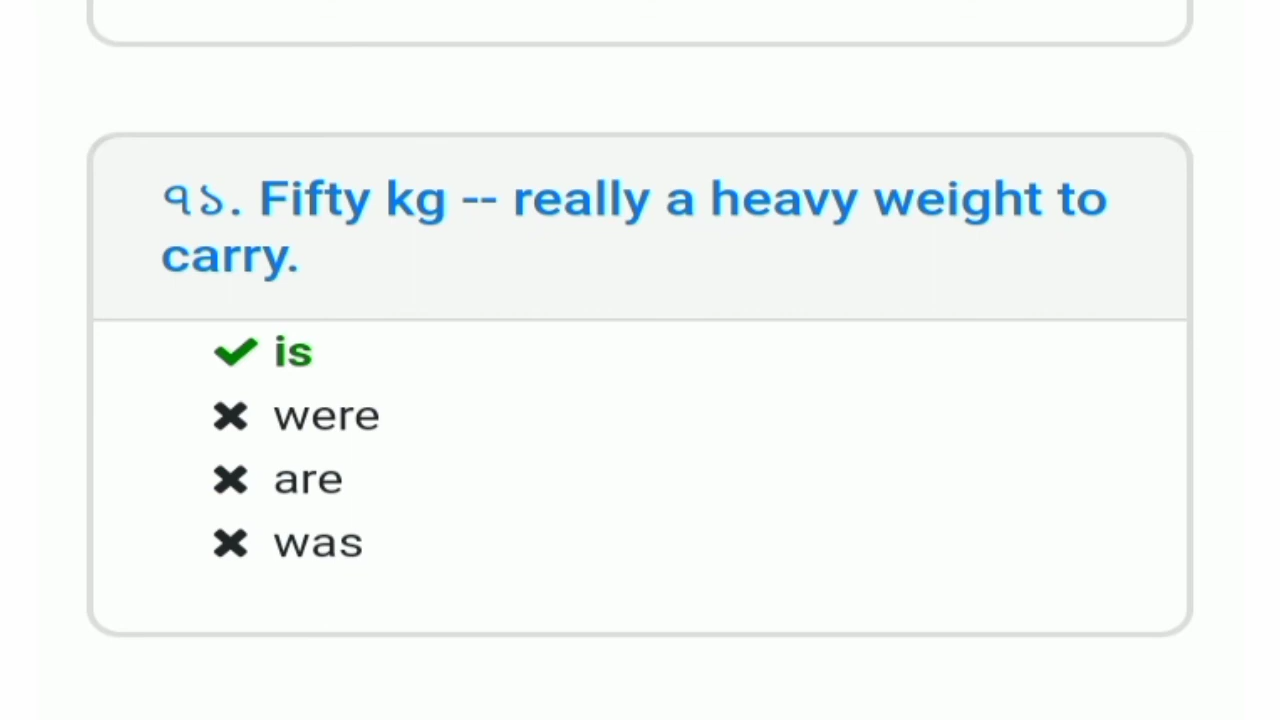 ৭১. Fifty kg -- really a heavy weight to
carry.
✔ is
✖ were
✖ are
✖ was